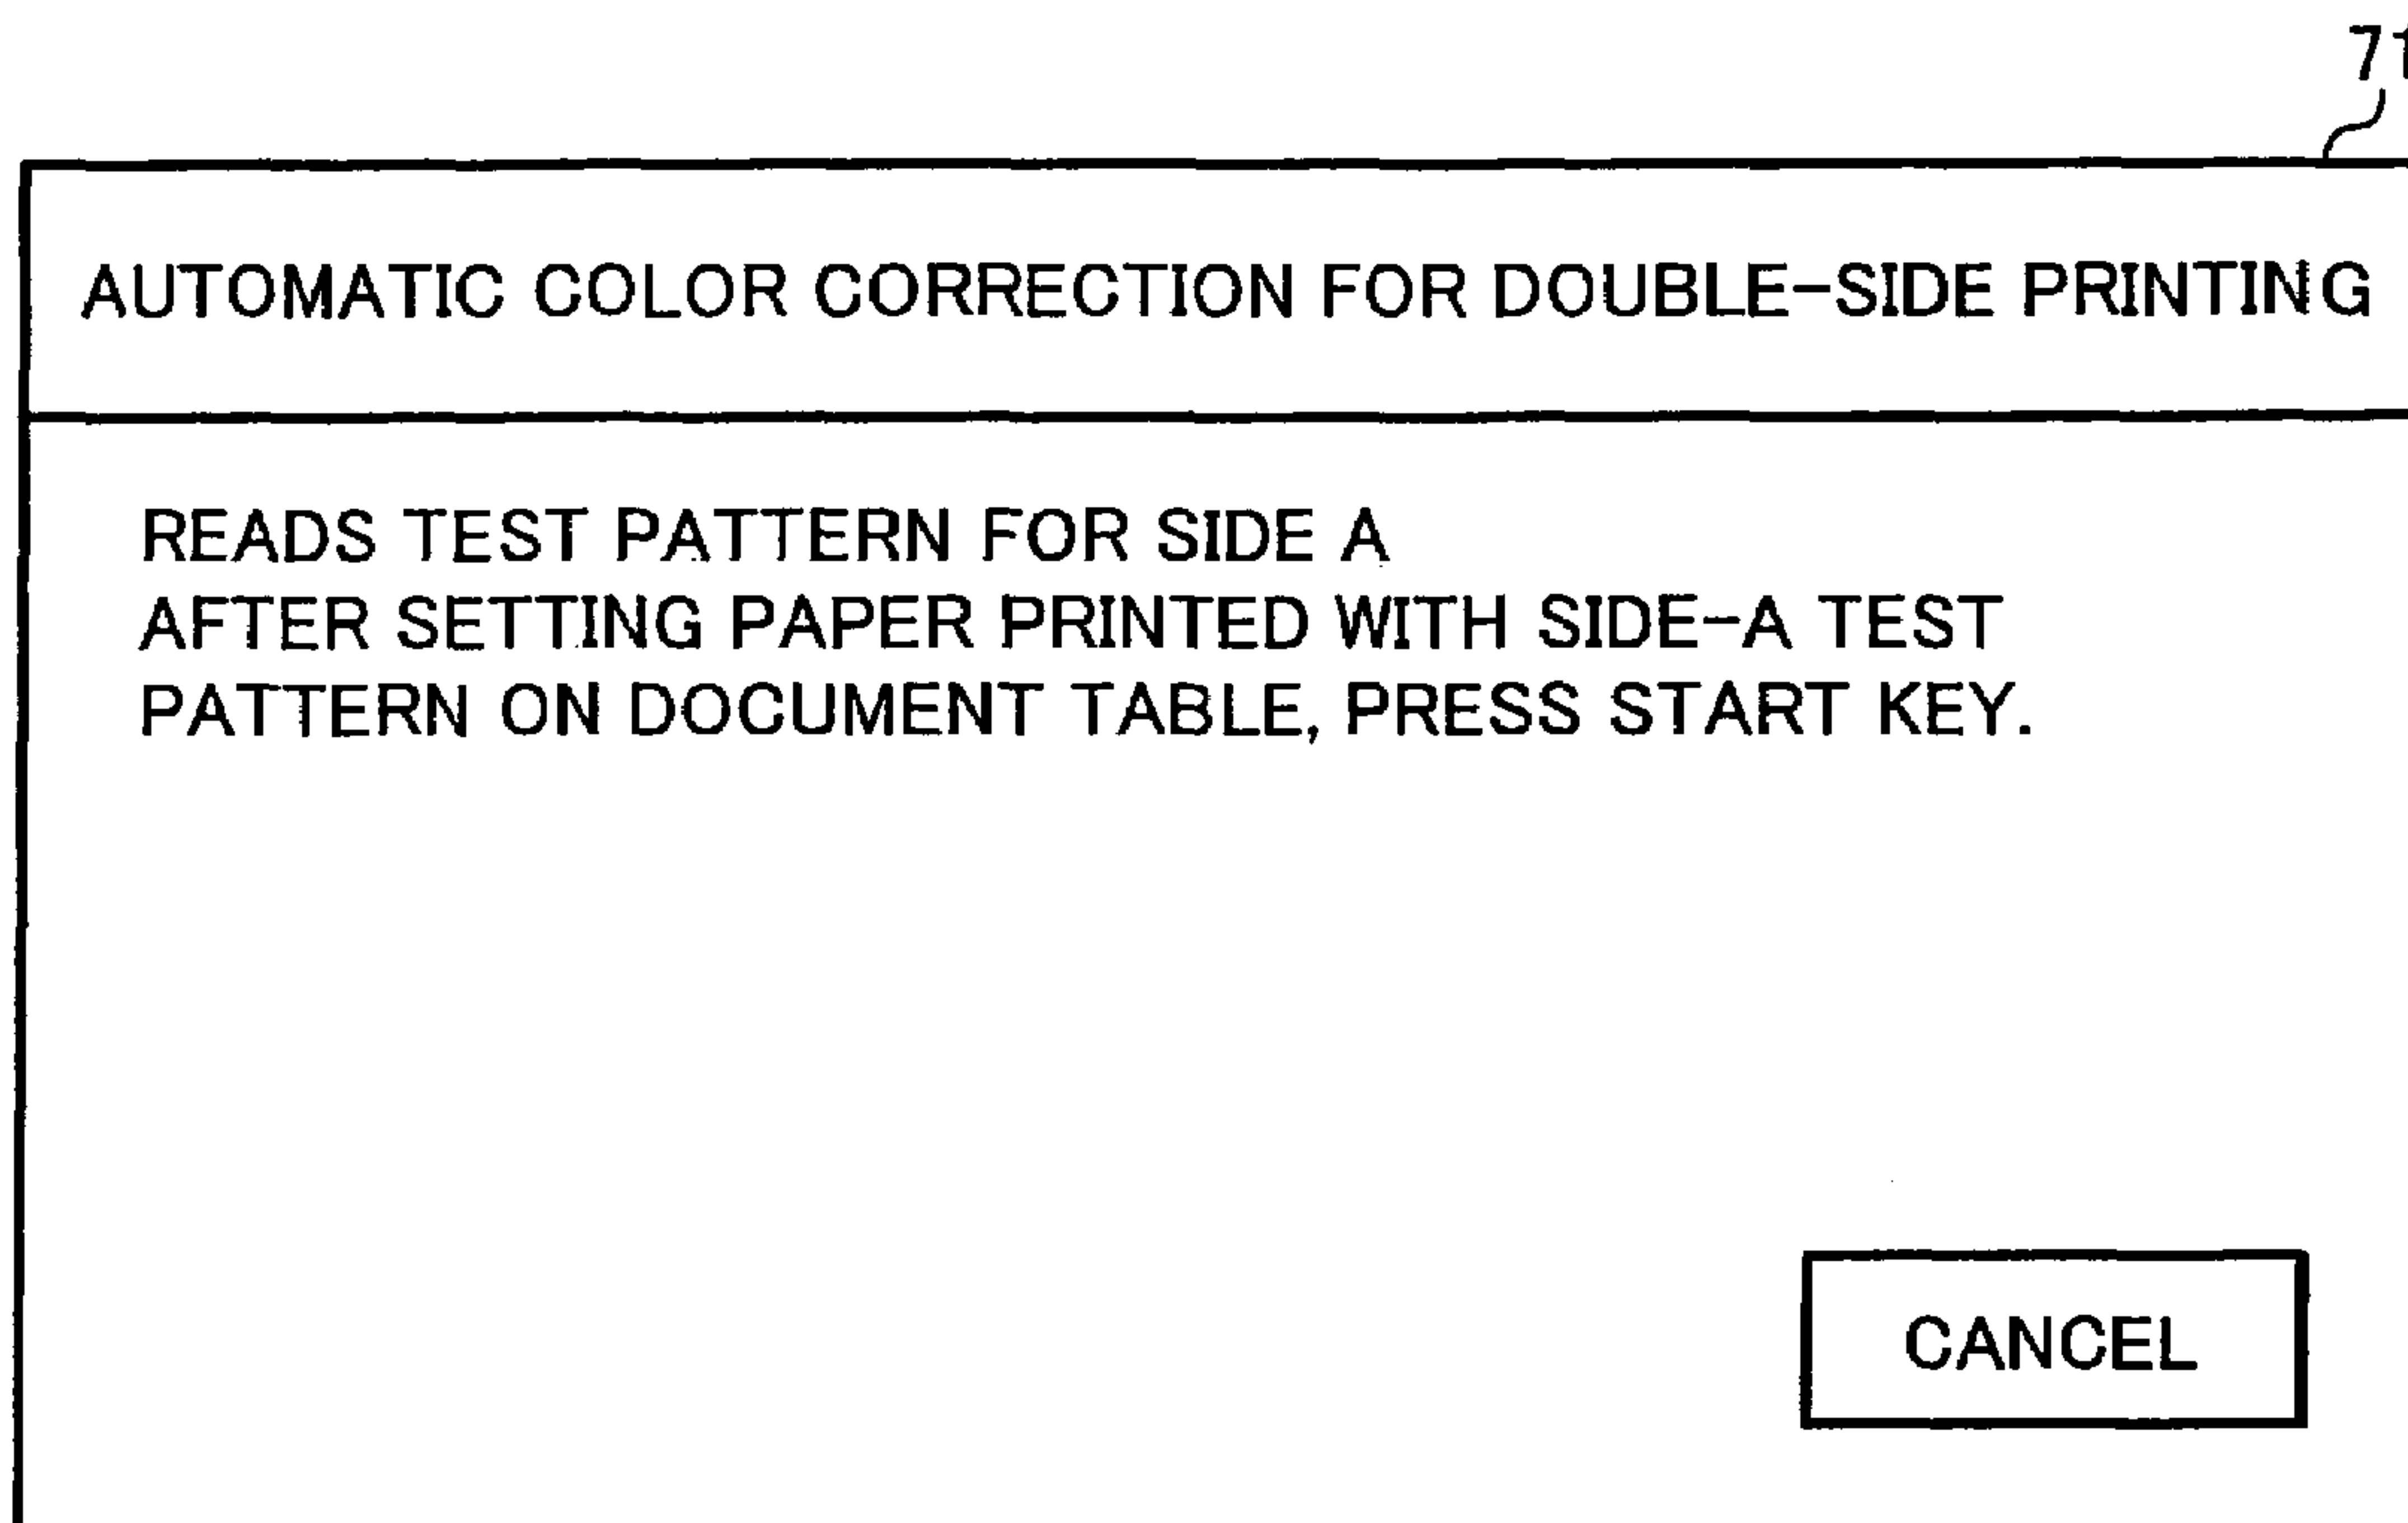 AUTOMATIC COLOR CORRECTION FOR DOUBLE-SIDE PRINTING
READS TEST PATTERN FOR SIDE A
AFTER SETTING PAPER PRINTED WITH SIDE-A TEST
PATTERN ON DOCUMENT TABLE, PRESS START KEY.
CANCEL